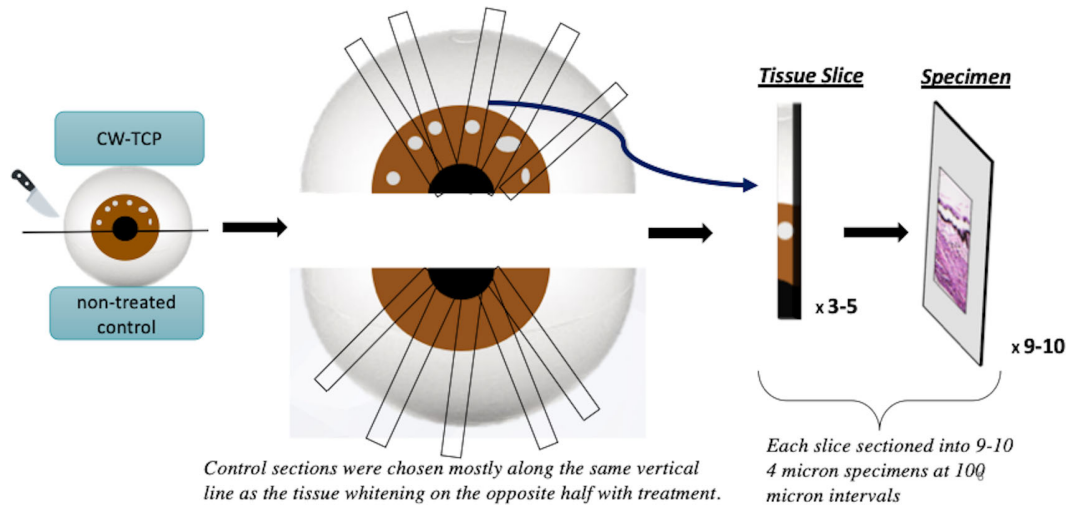 CW-TCP
non-treated
control
Tissue Slice
Specimen
x 3-5
x 9-10
Control sections were chosen mostly along the same vertical
line as the tissue whitening on the opposite half with treatment.
Each slice sectioned into 9-10
4 micron specimens at 100
micron intervals